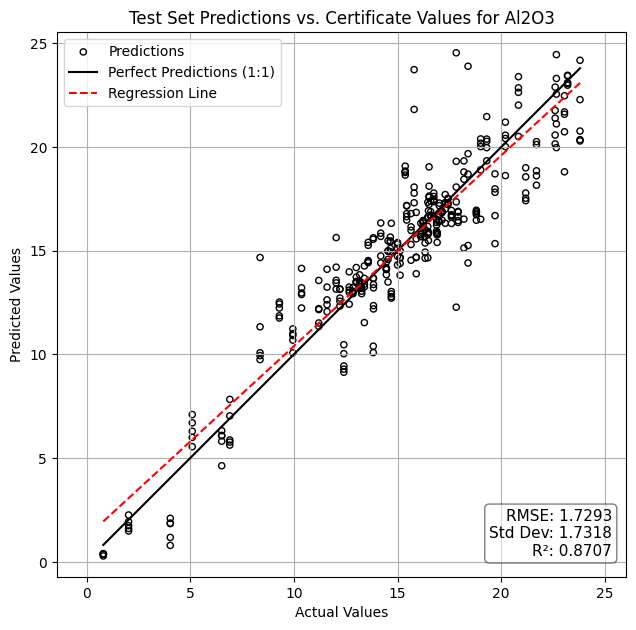 Test Set Predictions vs. Certificate Values for Al2O3
25
20
15
10
5
0
Predicted Values
Predictions
Perfect Predictions (1:1)
Regression Line
RMSE: 1.7293
Std Dev: 1.7318
R²: 0.8707
0 5 10 15 20 25
Actual Values